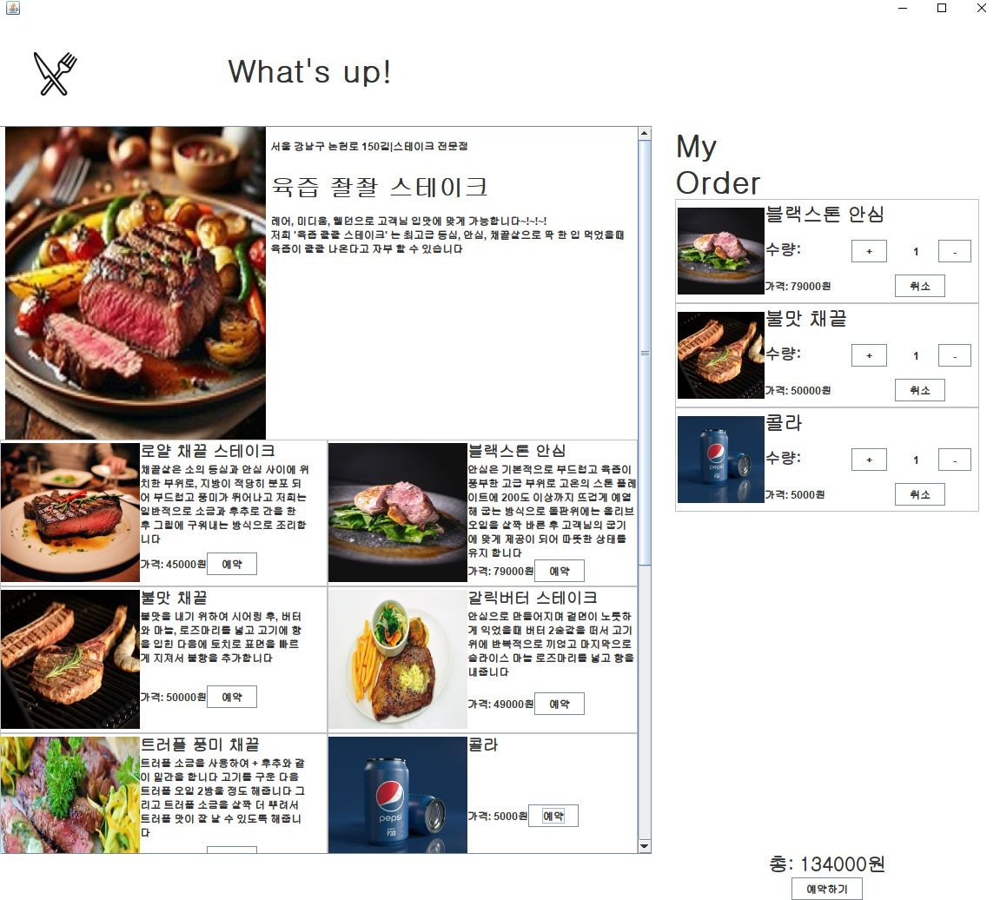 What's up!
서울 강남구 논현로 150길|스테이크 전문점
육즙 좔좔 스테이크
레어, 미디움, 웰던으로 고객님 입맛에 맞게 가능합니다~!~!~!
저희 '육즙 좔좔 스테이크' 는 최고급 등심, 안심, 채끝살으로 딱 한 입 먹었을때
육즙이 좔좔 나온다고 자부 할 수 있습니다
로얄 채끝 스테이크
채끝살은 소의 등심과 안심 사이에 위
치한 부위로, 지방이 적당히 분포 되
어 부드럽고 풍미가 뛰어나고 저희는
일반적으로 소금과 후추로 간을 한
후 그릴에 구워내는 방식으로 조리합
니다
가격: 45000원
예약
블랙스톤 안심
안심은 기본적으로 부드럽고 육즙이
풍부한 고급 부위로 고온의 스톤 플레
이트에 200도 이상까지 뜨겁게 예열
해 굽는 방식으로 돌판위에는 올리브
오일을 살짝 바른 후 고객님의 굽기
에 맞게 제공이 되어 따뜻한 상태를
유지 합니다
가격: 79000원
예약
불맛 채끝
불맛을 내기 위하여 시어링 후, 버터
와 마늘, 로즈마리를 넣고 고기에 향
을 입힌 다음에 토치로 표면을 빠르
게 지져서 불향을 추가합니다
가격: 50000원
예약
갈릭버터 스테이크
안심으로 만들어지며 겉면이 노릇하
게 익었을때 버터 2숟갈을 떠서 고기
위에 반복적으로 끼얹고 마지막으로
슬라이스 마늘 로즈마리를 넣고 향을
내줍니다
가격: 49000원
예약
트러플 풍미 채끝
트러플 소금을 사용하여 + 후추와 같
이 밑간을 합니다 고기를 구운 다음
트러플 오일 2방울 정도 해줍니다 그
리고 트러플 소금을 살짝 더 뿌려서
트러플 맛이 잘 날 수 있도록 해줍니
다
콜라
pepsi
가격: 5000원
예약
My
Order
블랙스톤 안심
수량:
+
1
-
가격: 79000원
취소
불맛 채끝
수량:
+
1
-
가격: 50000원
취소
콜라
pepsi
수량:
+
1
-
가격: 5000원
취소
총: 134000원
예약하기